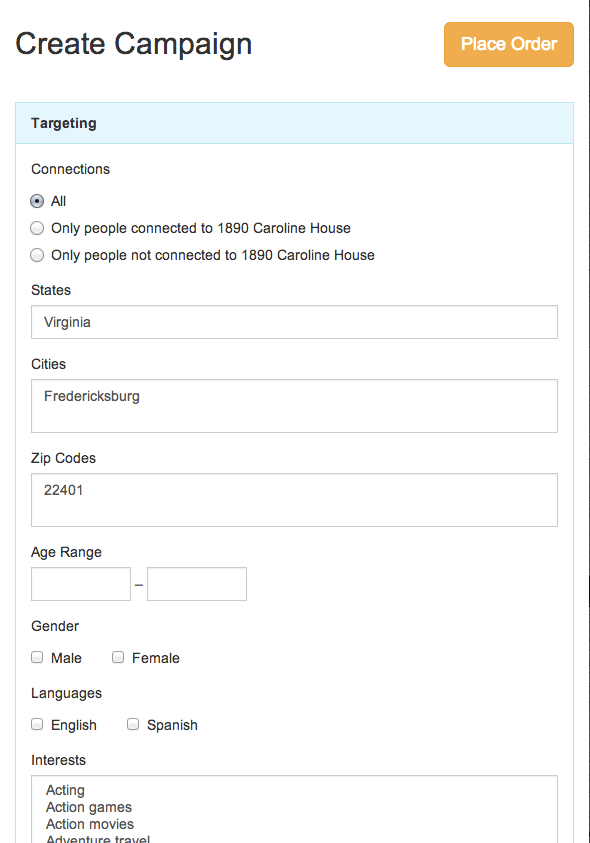 Create Campaign
Place Order
Targeting
Connections
All
Only people connected to 1890 Caroline House
Only people not connected to 1890 Caroline House
States
Virginia
Cities
Fredericksburg
Zip Codes
22401
Age Range
–
Gender
Male Female
Languages
English Spanish
Interests
Acting
Action games
Action movies
Adventure travel